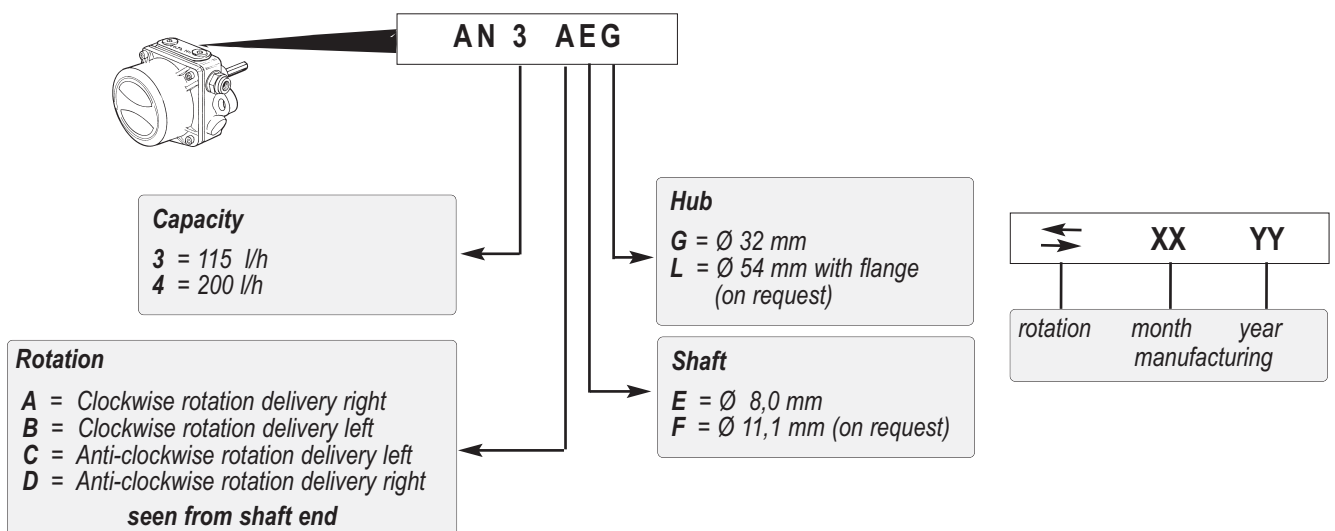 AN 3 AEG
Capacity
3 = 115 l/h
4 = 200 l/h
Rotation
A = Clockwise rotation delivery right
B = Clockwise rotation delivery left
C = Anti-clockwise rotation delivery left
D = Anti-clockwise rotation delivery right
seen from shaft end
Hub
G = Ø 32 mm
L = Ø 54 mm with flange
(on request)
Shaft
E = Ø 8,0 mm
F = Ø 11,1 mm (on request)
XX YY
rotation month year
manufacturing